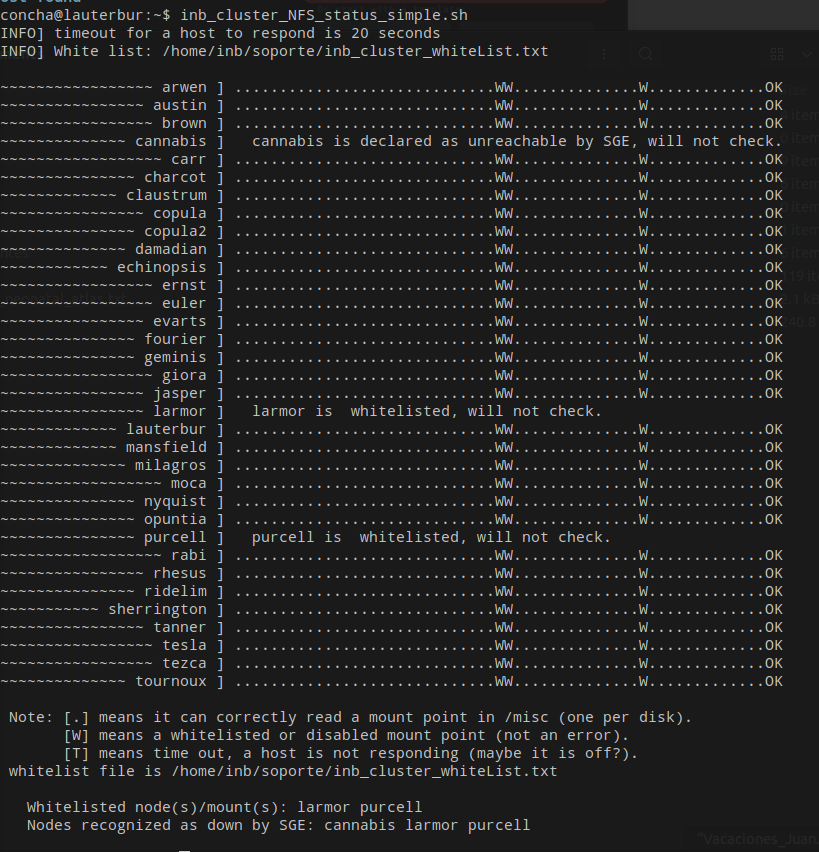 concha@lauterbur:~$ inb_cluster_NFS_status_simple.sh
INFO] timeout for a host to respond is 20 seconds
INFO] White list: /home/inb/soporte/inb_cluster_whiteList.txt
~~~~~~~~~~~~~~~~~ arwen ] .............................WW..............W.............OK
~~~~~~~~~~~~~~~~ austin ] .............................WW..............W.............OK
~~~~~~~~~~~~~~~~~ brown ] .............................WW..............W.............OK
~~~~~~~~~~~~~~ cannabis ]   cannabis is declared as unreachable by SGE, will not check.
~~~~~~~~~~~~~~~~~~ carr ] .............................WW..............W.............OK
~~~~~~~~~~~~~~~ charcot ] .............................WW..............W.............OK
~~~~~~~~~~~~~ claustrum ] .............................WW..............W.............OK
~~~~~~~~~~~~~~~~ copula ] .............................WW..............W.............OK
~~~~~~~~~~~~~~~ copula2 ] .............................WW..............W.............OK
~~~~~~~~~~~~~~ damadian ] .............................WW..............W.............OK
~~~~~~~~~~~~ echinopsis ] .............................WW..............W.............OK
~~~~~~~~~~~~~~~~~ ernst ] .............................WW..............W.............OK
~~~~~~~~~~~~~~~~~ euler ] .............................WW..............W.............OK
~~~~~~~~~~~~~~~~ evarts ] .............................WW..............W.............OK
~~~~~~~~~~~~~~~ fourier ] .............................WW..............W.............OK
~~~~~~~~~~~~~~~ geminis ] .............................WW..............W.............OK
~~~~~~~~~~~~~~~~~ giora ] .............................WW..............W.............OK
~~~~~~~~~~~~~~~~ jasper ] .............................WW..............W.............OK
~~~~~~~~~~~~~~~~ larmor ]   larmor is  whitelisted, will not check.
~~~~~~~~~~~~~ lauterbur ] .............................WW..............W.............OK
~~~~~~~~~~~~~ mansfield ] .............................WW..............W.............OK
~~~~~~~~~~~~~~ milagros ] .............................WW..............W.............OK
~~~~~~~~~~~~~~~~~~ moca ] .............................WW..............W.............OK
~~~~~~~~~~~~~~~ nyquist ] .............................WW..............W.............OK
~~~~~~~~~~~~~~~ opuntia ] .............................WW..............W.............OK
~~~~~~~~~~~~~~~ purcell ]   purcell is  whitelisted, will not check.
~~~~~~~~~~~~~~~~~~ rabi ] .............................WW..............W.............OK
~~~~~~~~~~~~~~~~ rhesus ] .............................WW..............W.............OK
~~~~~~~~~~~~~~~ ridelim ] .............................WW..............W.............OK
~~~~~~~~~~~ sherrington ] .............................WW..............W.............OK
~~~~~~~~~~~~~~~~ tanner ] .............................WW..............W.............OK
~~~~~~~~~~~~~~~~~ tesla ] .............................WW..............W.............OK
~~~~~~~~~~~~~~~~~ tezca ] .............................WW..............W.............OK
~~~~~~~~~~~~~~ tournoux ] .............................WW..............W.............OK
Note: [.] means it can correctly read a mount point in /misc (one per disk).
[W] means a whitelisted or disabled mount point (not an error).
[T] means time out, a host is not responding (maybe it is off?).
whitelist file is /home/inb/soporte/inb_cluster_whiteList.txt
Whitelisted node(s)/mount(s): larmor purcell
Nodes recognized as down by SGE: cannabis larmor purcell